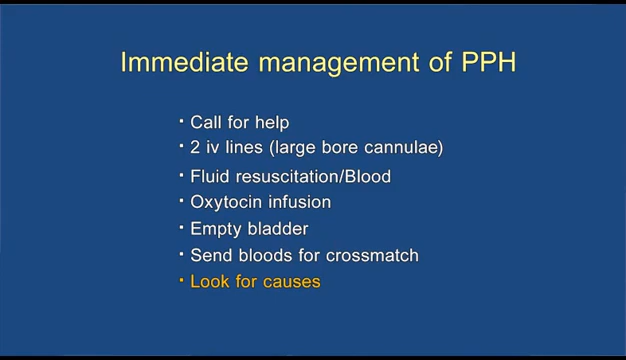 Immediate management of PPH
· Call for help
· 2 iv lines (large bore cannulae)
· Fluid resuscitation/Blood
· Oxytocin infusion
· Empty bladder
· Send bloods for crossmatch
· Look for causes